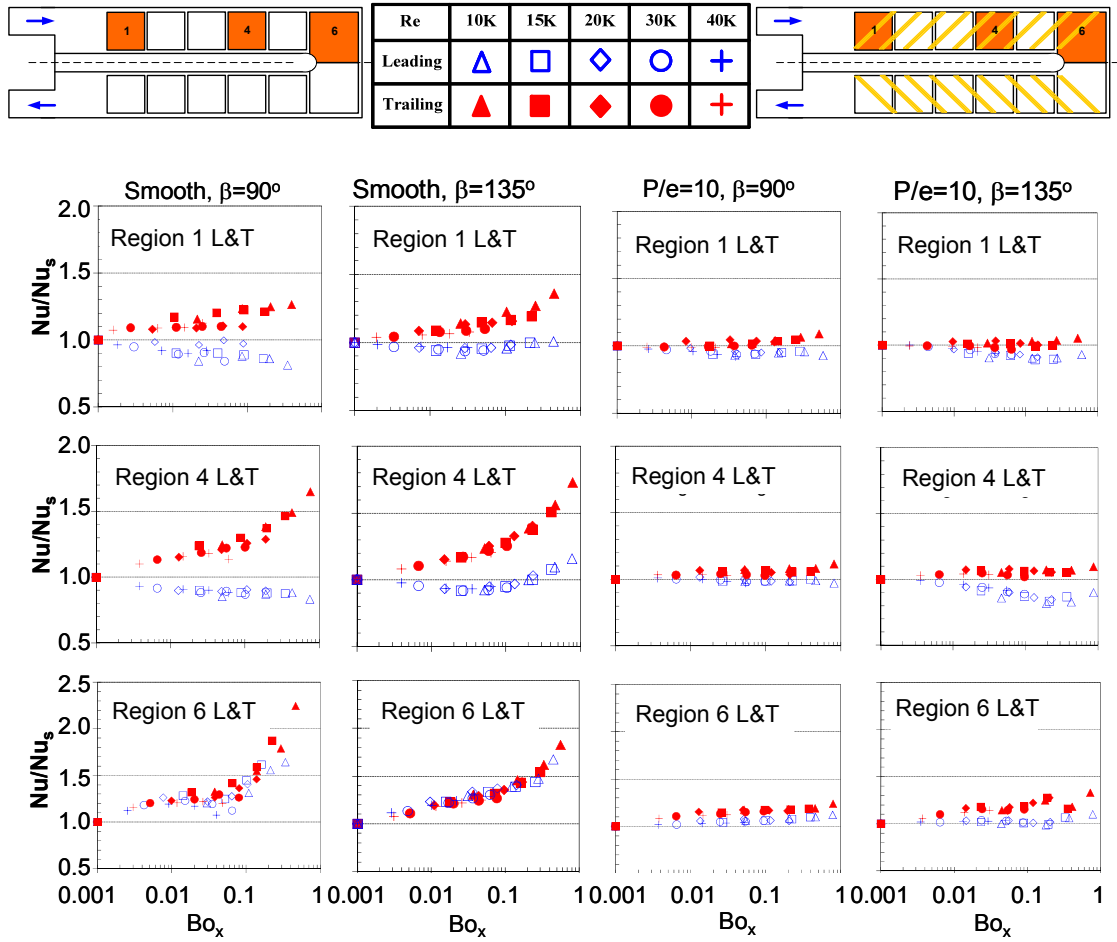 1 4 6
Re 10K 15K 20K 30K 40K
Leading
Trailing
1 4 6
Smooth, β=90º Smooth, β=135º P/e=10, β=90º P/e=10, β=135º
Nu/Nuₛ
2.0
1.5
1.0
0.5
Region 1 L&T Region 1 L&T Region 1 L&T Region 1 L&T
Nu/Nuₛ
2.0
1.5
1.0
0.5
Region 4 L&T Region 4 L&T Region 4 L&T Region 4 L&T
Nu/Nuₛ
2.5
2.0
1.5
1.0
0.5
Region 6 L&T Region 6 L&T Region 6 L&T Region 6 L&T
0.001 0.01 0.1 1 0.001 0.01 0.1 1 0.001 0.01 0.1 1 0.001 0.01 0.1 1
Boₓ Boₓ Boₓ Boₓ